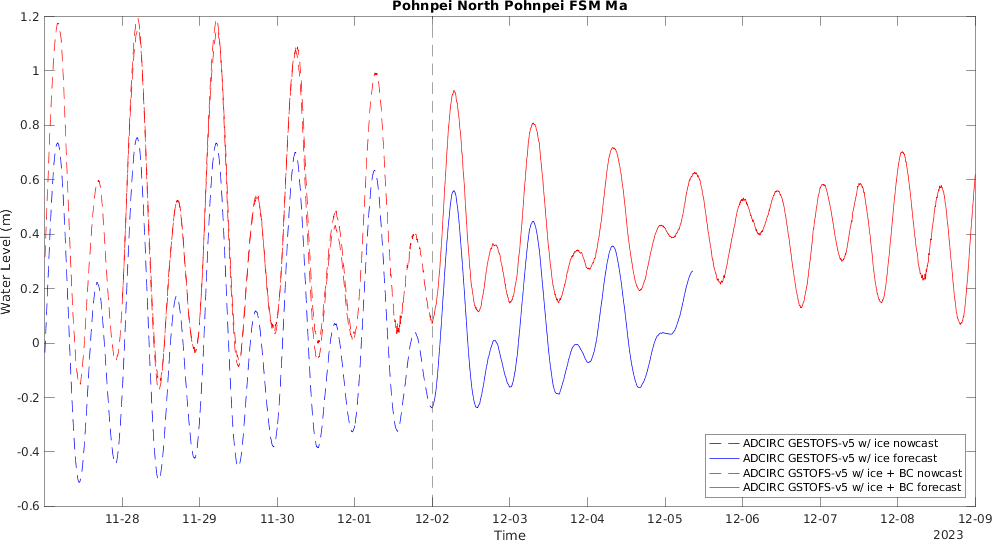 Pohnpei North Pohnpei FSM Ma
1.2
1
0.8
0.6
0.4
0.2
0
-0.2
-0.4
-0.6
Water Level (m)
ADCIRC GESTOFS-v5 w/ ice nowcast
ADCIRC GESTOFS-v5 w/ ice forecast
ADCIRC GSTOFS-v5 w/ ice + BC nowcast
ADCIRC GSTOFS-v5 w/ ice + BC forecast
11-28 11-29 11-30 12-01 12-02 12-03 12-04 12-05 12-06 12-07 12-08 12-09
Time
2023